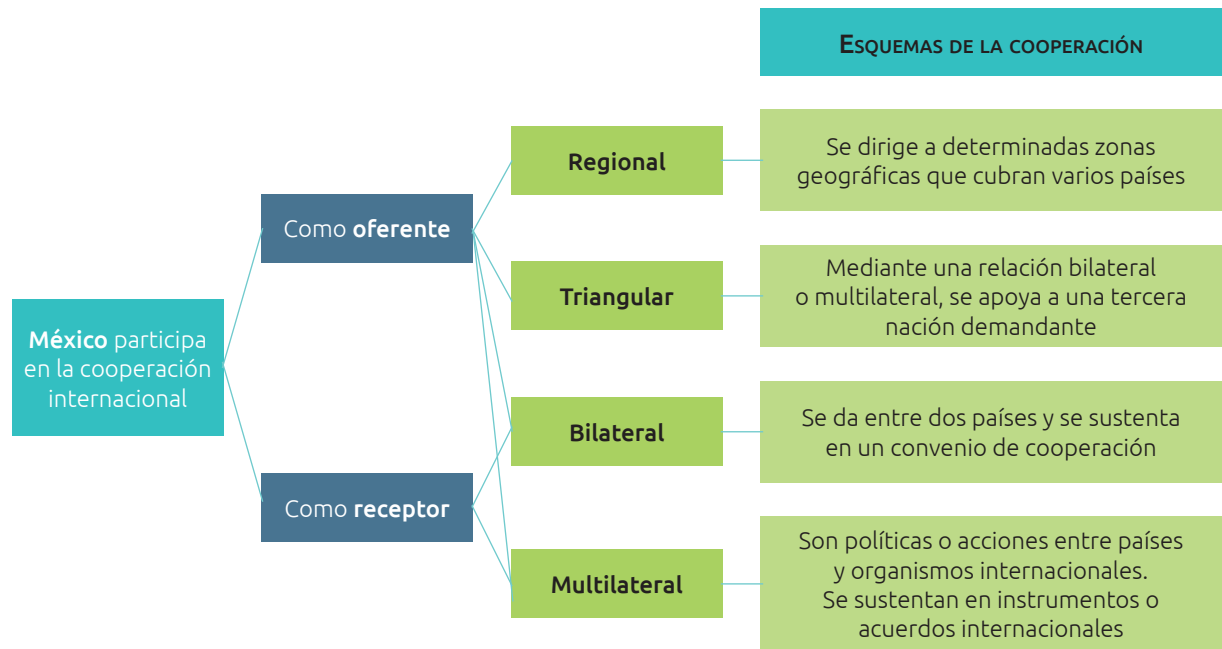 Esquemas de la cooperación
México participa
en la cooperación
internacional
Como oferente
Como receptor
Regional
Se dirige a determinadas zonas
geográficas que cubran varios países
Triangular
Mediante una relación bilateral
o multilateral, se apoya a una tercera
nación demandante
Bilateral
Se da entre dos países y se sustenta
en un convenio de cooperación
Multilateral
Son políticas o acciones entre países
y organismos internacionales.
Se sustentan en instrumentos o
acuerdos internacionales